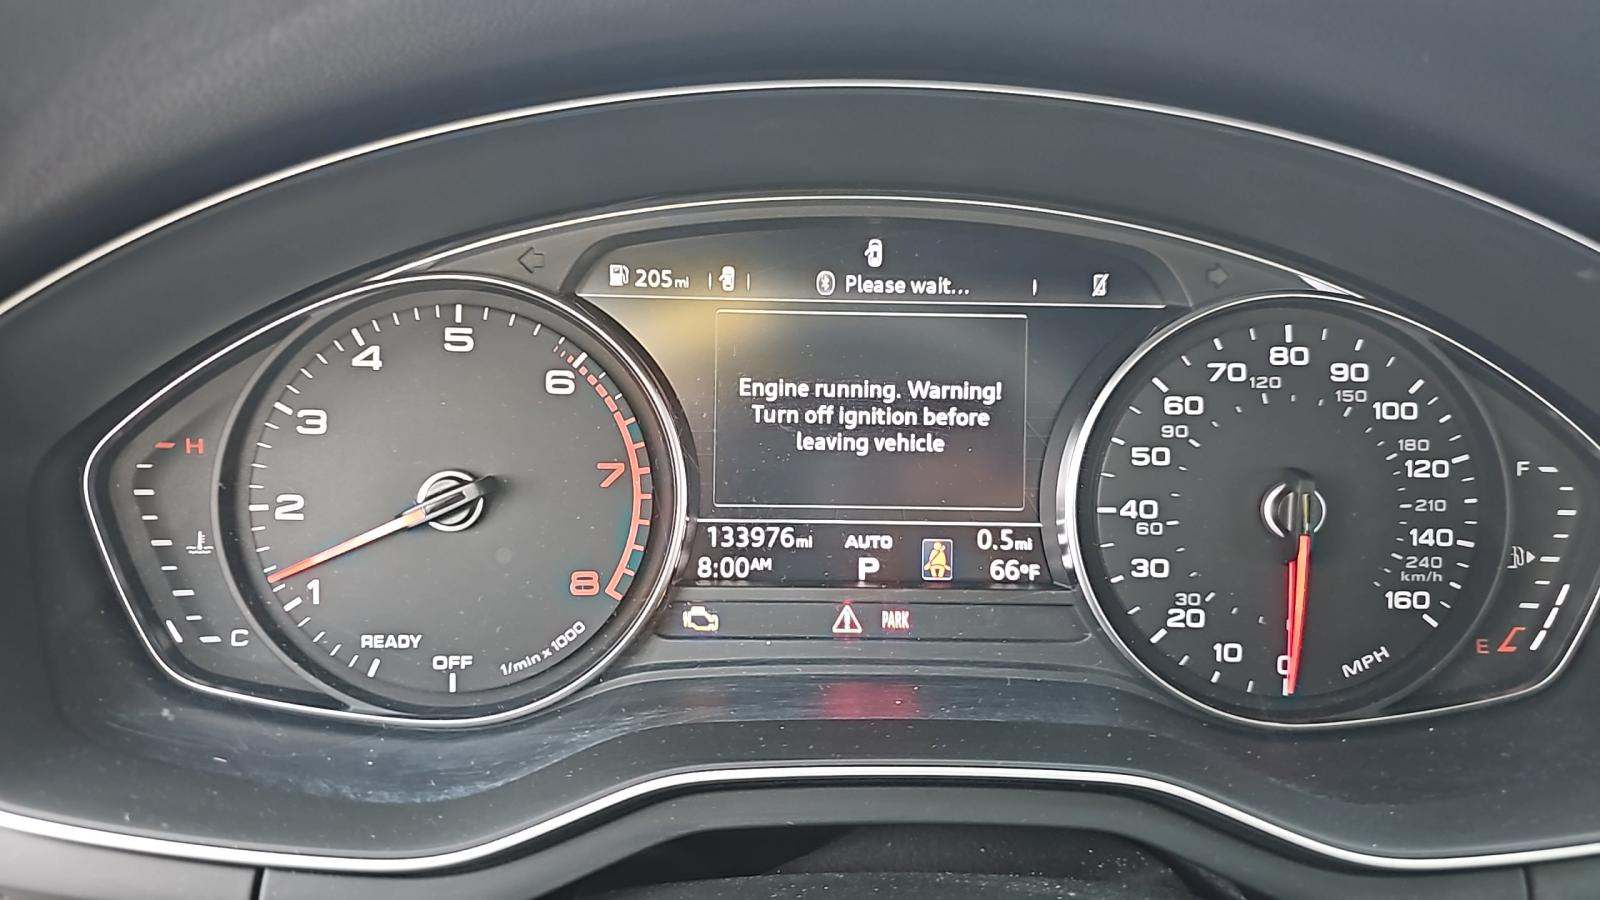 205mi
Please wait...
Engine running. Warning!
Turn off ignition before
leaving vehicle
133976mi AUTO 0.5mi
8:00AM P 66°F
PARK
H
C
1
2
3
4
5
6
7
8
READY
OFF
1/min x 1000
0
10
20
30
40
50
60
70
80
90
100
120
140
160
MPH
30
60
90
120
150
180
210
240
km/h
F
E